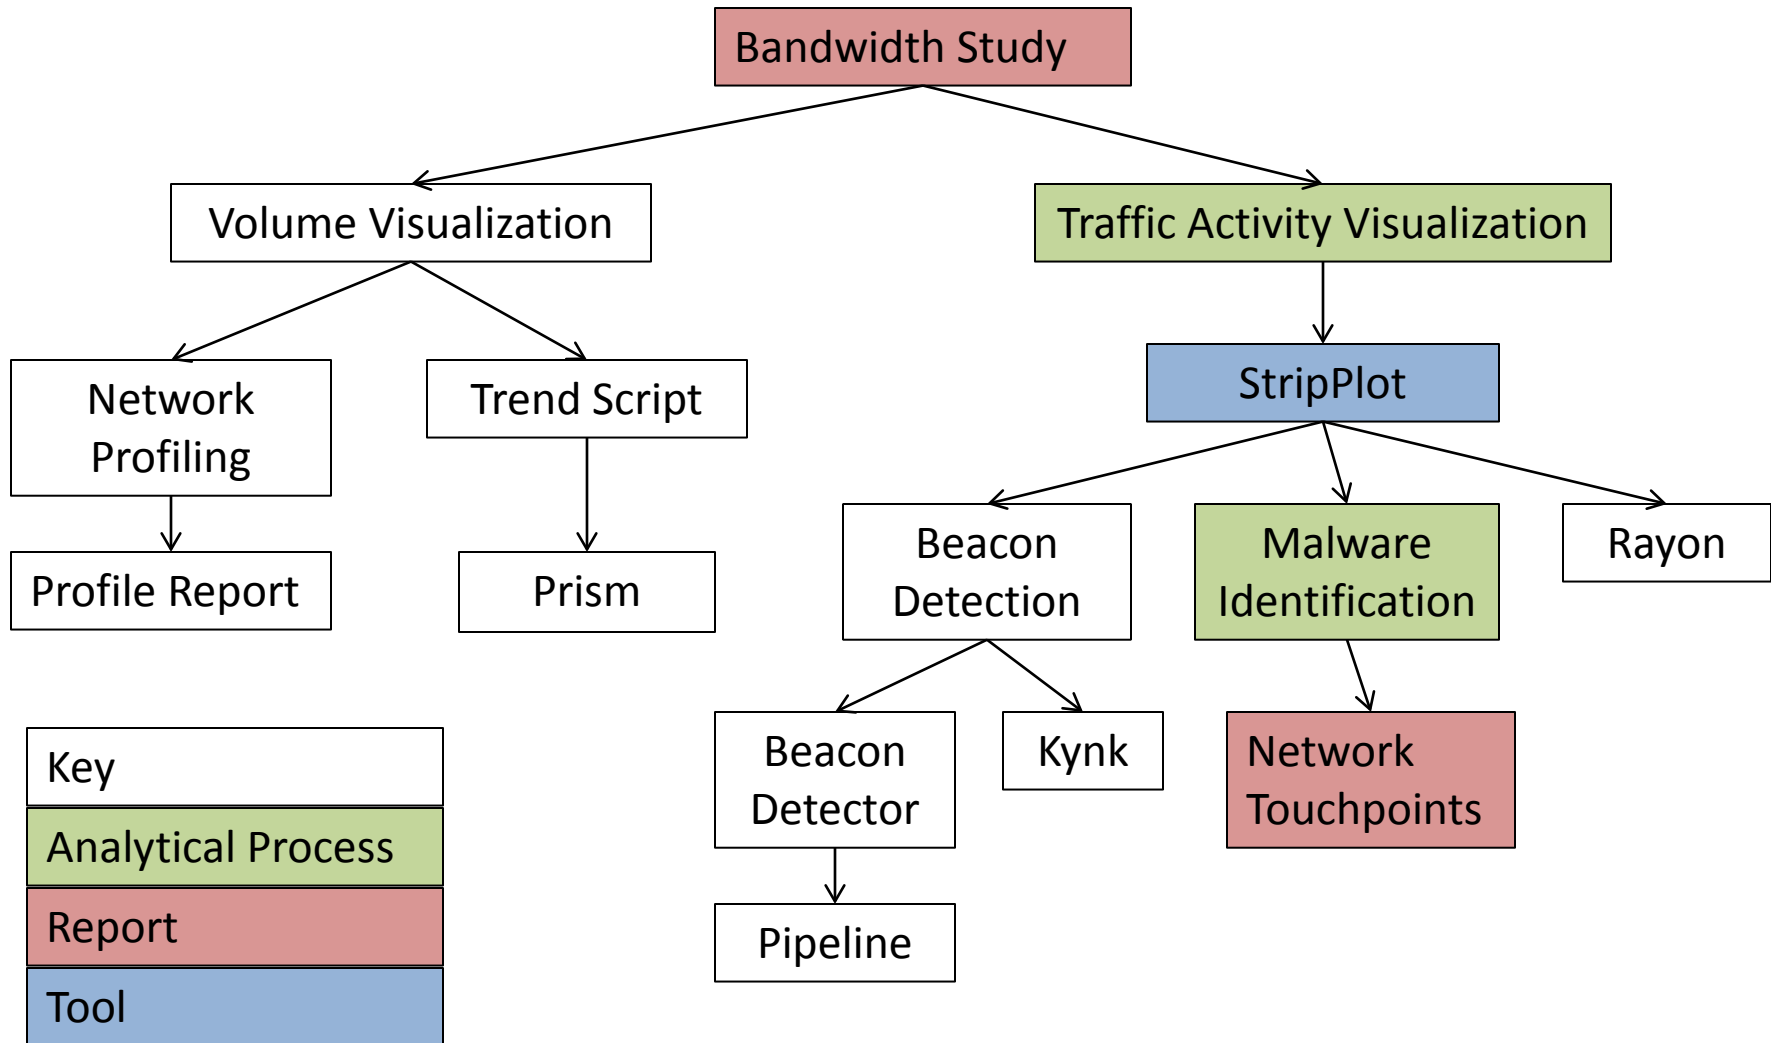 Bandwidth Study
Volume Visualization
Traffic Activity Visualization
Network
Profiling
Trend Script
StripPlot
Profile Report
Prism
Beacon
Detection
Malware
Identification
Rayon
Beacon
Detector
Kynk
Network
Touchpoints
Pipeline
Key
Analytical Process
Report
Tool